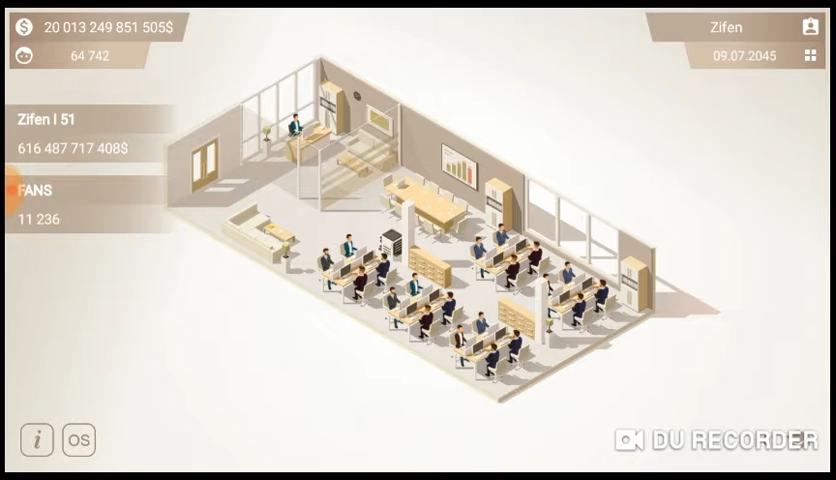 20 013 249 851 505$
64 742
Zifen
09.07.2045
Zifen I 51
616 487 717 408$
FANS
11 236
i
OS
DU RECORDER